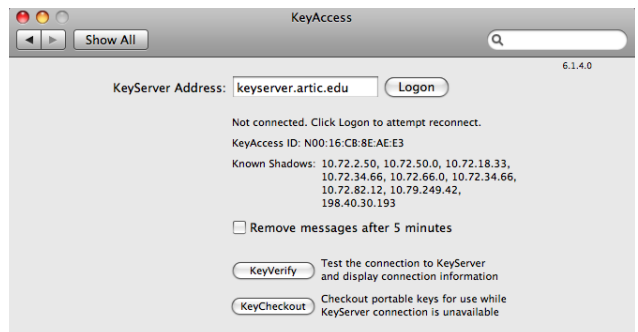 KeyAccess
Show All
6.1.4.0
KeyServer Address: keyserver.artic.edu Logon
Not connected. Click Logon to attempt reconnect.
KeyAccess ID: N00:16:CB:8E:AE:E3
Known Shadows: 10.72.2.50, 10.72.50.0, 10.72.18.33,
10.72.34.66, 10.72.66.0, 10.72.34.66,
10.72.82.12, 10.79.249.42,
198.40.30.193
Remove messages after 5 minutes
KeyVerify Test the connection to KeyServer
and display connection information
KeyCheckout Checkout portable keys for use while
KeyServer connection is unavailable